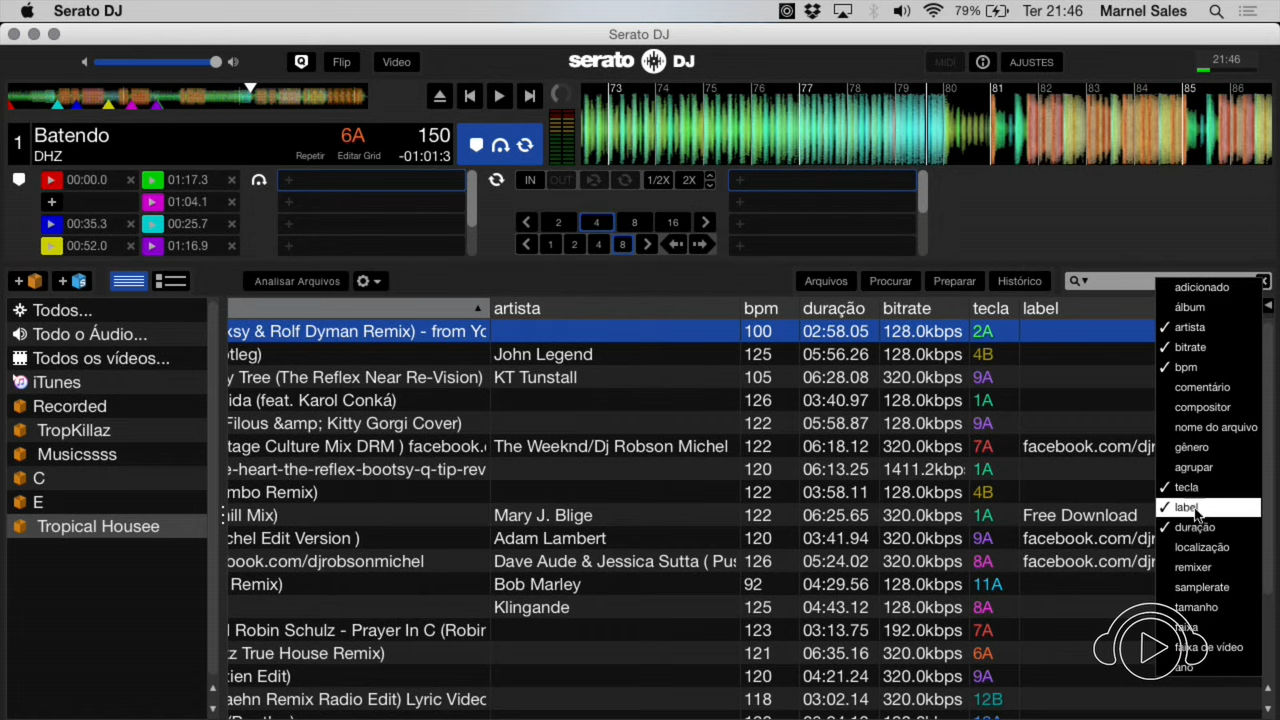 Serato DJ
79%
Ter 21:46
Marnel Sales
Serato DJ
Flip
Video
serato DJ
MIDI
AJUSTES
21:46
73 74 75 76 77 78 79 80 81 82 83 84 85 86
1
Batendo
6A
150
DHZ
Repetir
Editar Grid
-01:01:3
00:00.0
01:17.3
IN
OUT
1/2X
2X
01:04.1
00:35.3
00:25.7
2 4 8 16
00:52.0
01:16.9
1 2 4 8
Analisar Arquivos
Arquivos
Procurar
Preparar
Histórico
Todos...
Todo o Áudio...
Todos os vídeos...
iTunes
Recorded
TropKillaz
Musicssss
C
E
Tropical Housee
artista bpm duração bitrate tecla label
ksy & Rolf Dyman Remix) - from Yo 100 02:58.05 128.0kbps 2A
otleg) John Legend 125 05:56.26 128.0kbps 4B
y Tree (The Reflex Near Re-Vision) KT Tunstall 105 06:28.08 320.0kbps 9A
ida (feat. Karol Conká) 126 03:40.97 320.0kbps 1A
Filous &amp; Kitty Gorgi Cover) 122 03:58.08 128.0kbps 9A
tage Culture Mix DRM ) facebook.c The Weeknd/Dj Robson Michel 122 06:18.12 320.0kbps 7A facebook.com/djr
e-heart-the-reflex-bootsy-q-tip-rev 120 06:13.25 1411.2kbp 1A
mbo Remix) 122 03:58.11 128.0kbps 4B
hill Mix) Mary J. Blige 122 06:25.65 320.0kbps 1A Free Download
chel Edit Version ) Adam Lambert 120 03:41.94 320.0kbps 9A facebook.com/djr
book.com/djrobsonmichel Dave Aude & Jessica Sutta ( Pus 126 05:24.02 320.0kbps 8A facebook.com/djr
Remix) Bob Marley 92 04:29.56 128.0kbps 11A
Klingande 125 04:43.12 128.0kbps 8A
l Robin Schulz - Prayer In C (Robin 123 03:13.75 192.0kbps 7A
z True House Remix) 121 06:35.16 320.0kbps 6A
tien Edit) 120 04:21.24 320.0kbps 9A
aehn Remix Radio Edit) Lyric Video 118 03:02.14 320.0kbps 12B
adicionado
álbum
artista
bitrate
bpm
comentário
compositor
nome do arquivo
gênero
agrupar
tecla
label
duração
localização
remixer
samplerate
tamanho
faixa
faixa de vídeo
ano